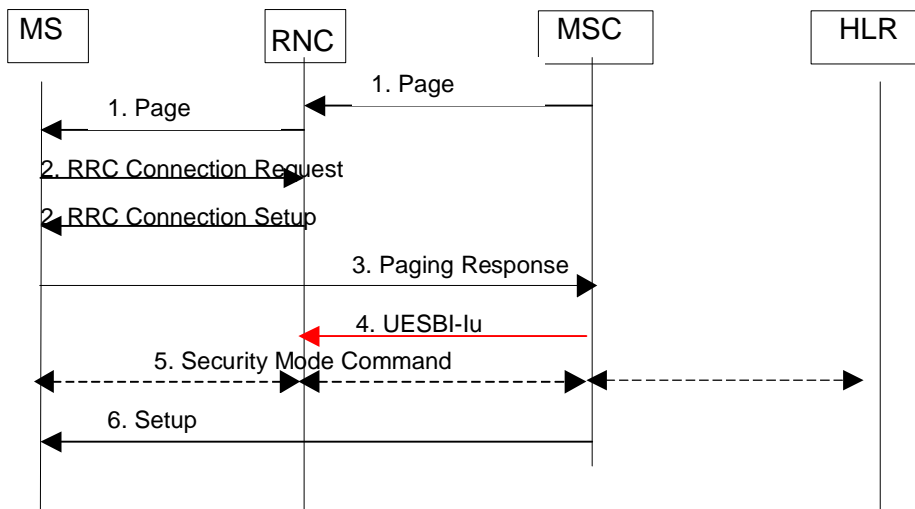 MS
RNC
MSC
HLR
1. Page
1. Page
2. RRC Connection Request
2. RRC Connection Setup
3. Paging Response
4. UESBI-Iu
5. Security Mode Command
6. Setup